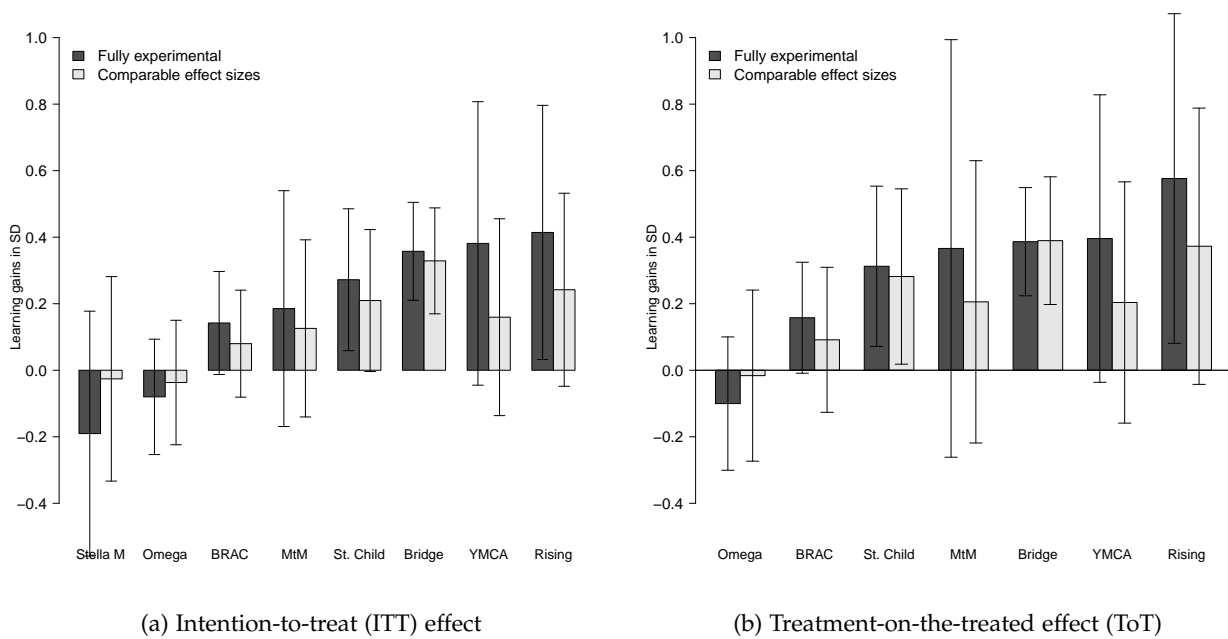 Learning gains in SD
1.0
0.8
0.6
0.4
0.2
0.0
−0.2
−0.4
Fully experimental
Comparable effect sizes
Stella M Omega BRAC MtM St. Child Bridge YMCA Rising
(a) Intention-to-treat (ITT) effect
Learning gains in SD
1.0
0.8
0.6
0.4
0.2
0.0
−0.2
−0.4
Fully experimental
Comparable effect sizes
Omega BRAC St. Child MtM Bridge YMCA Rising
(b) Treatment-on-the-treated effect (ToT)